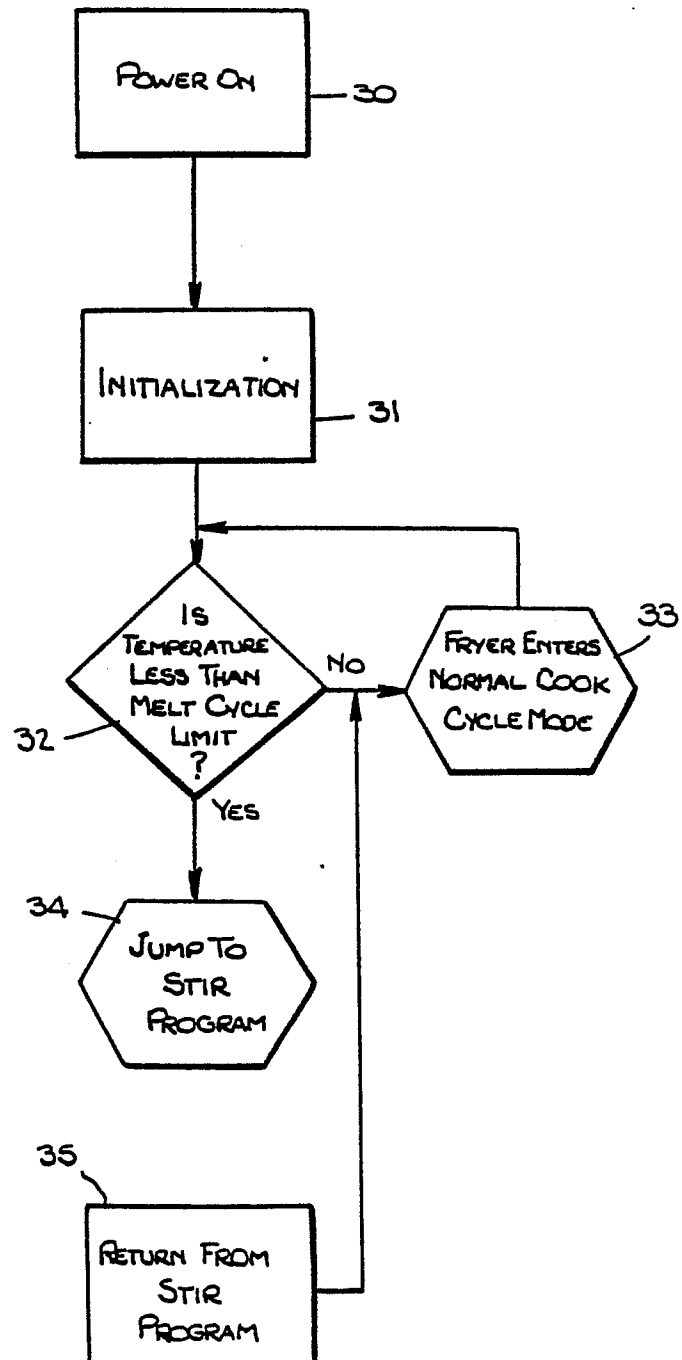 POWER ON
30
INITIALIZATION
31
IS
TEMPERATURE
LESS THAN
MELT CYCLE
LIMIT
?
32
NO
FRYER ENTERS
NORMAL COOK
CYCLE MODE
33
YES
34
JUMP TO
STIR
PROGRAM
35
RETURN FROM
STIR
PROGRAM